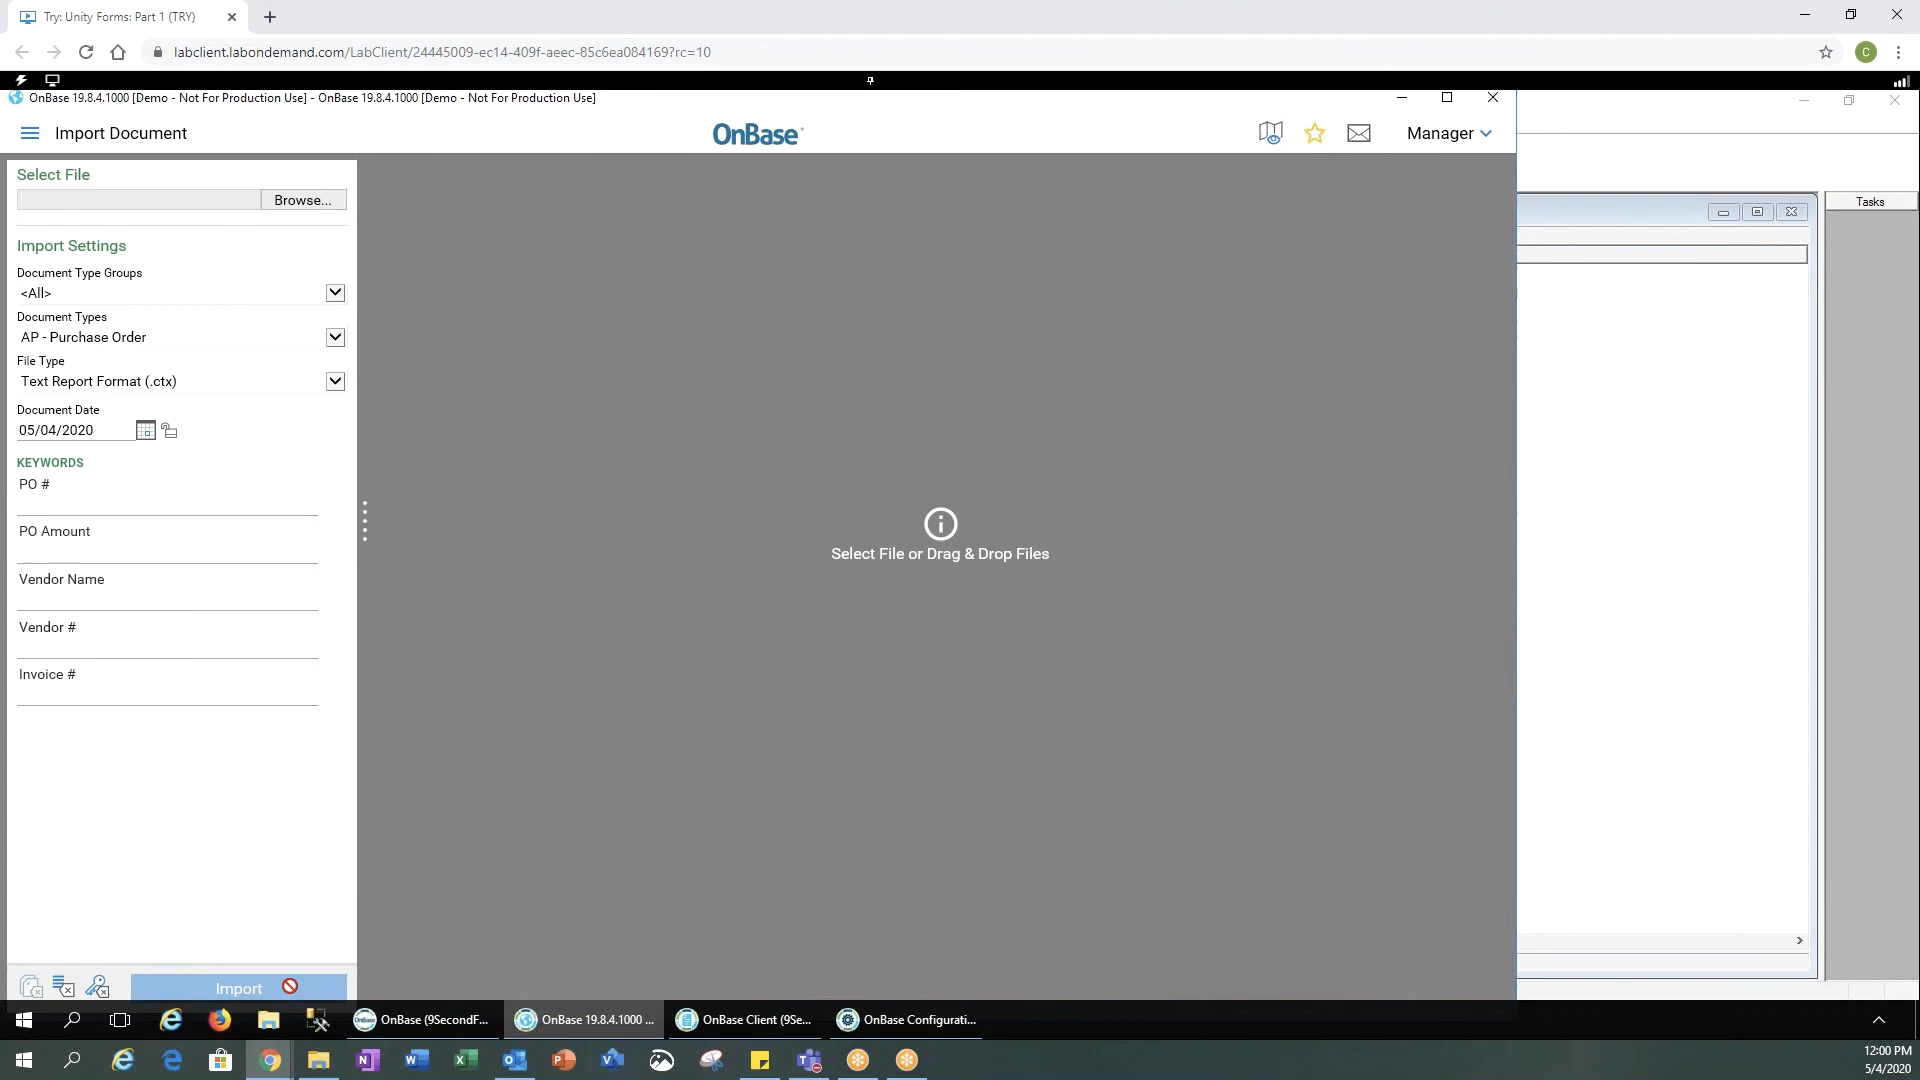 Try: Unity Forms: Part 1 (TRY)
labclient.labondemand.com/LabClient/24445009-ec14-409f-aeec-85c6ea084169?rc=10
C
OnBase 19.8.4.1000 [Demo - Not For Production Use] - OnBase 19.8.4.1000 [Demo - Not For Production Use]
Import Document
OnBase
Manager
Select File
Browse...
Tasks
Import Settings
Document Type Groups
<All>
Document Types
AP - Purchase Order
File Type
Text Report Format (.ctx)
Document Date
05/04/2020
KEYWORDS
PO #
PO Amount
Select File or Drag & Drop Files
Vendor Name
Vendor #
Invoice #
Import
OnBase (9SecondF...
OnBase 19.8.4.1000 ...
OnBase Client (9Se...
OnBase Configurati...
12:00 PM
5/4/2020